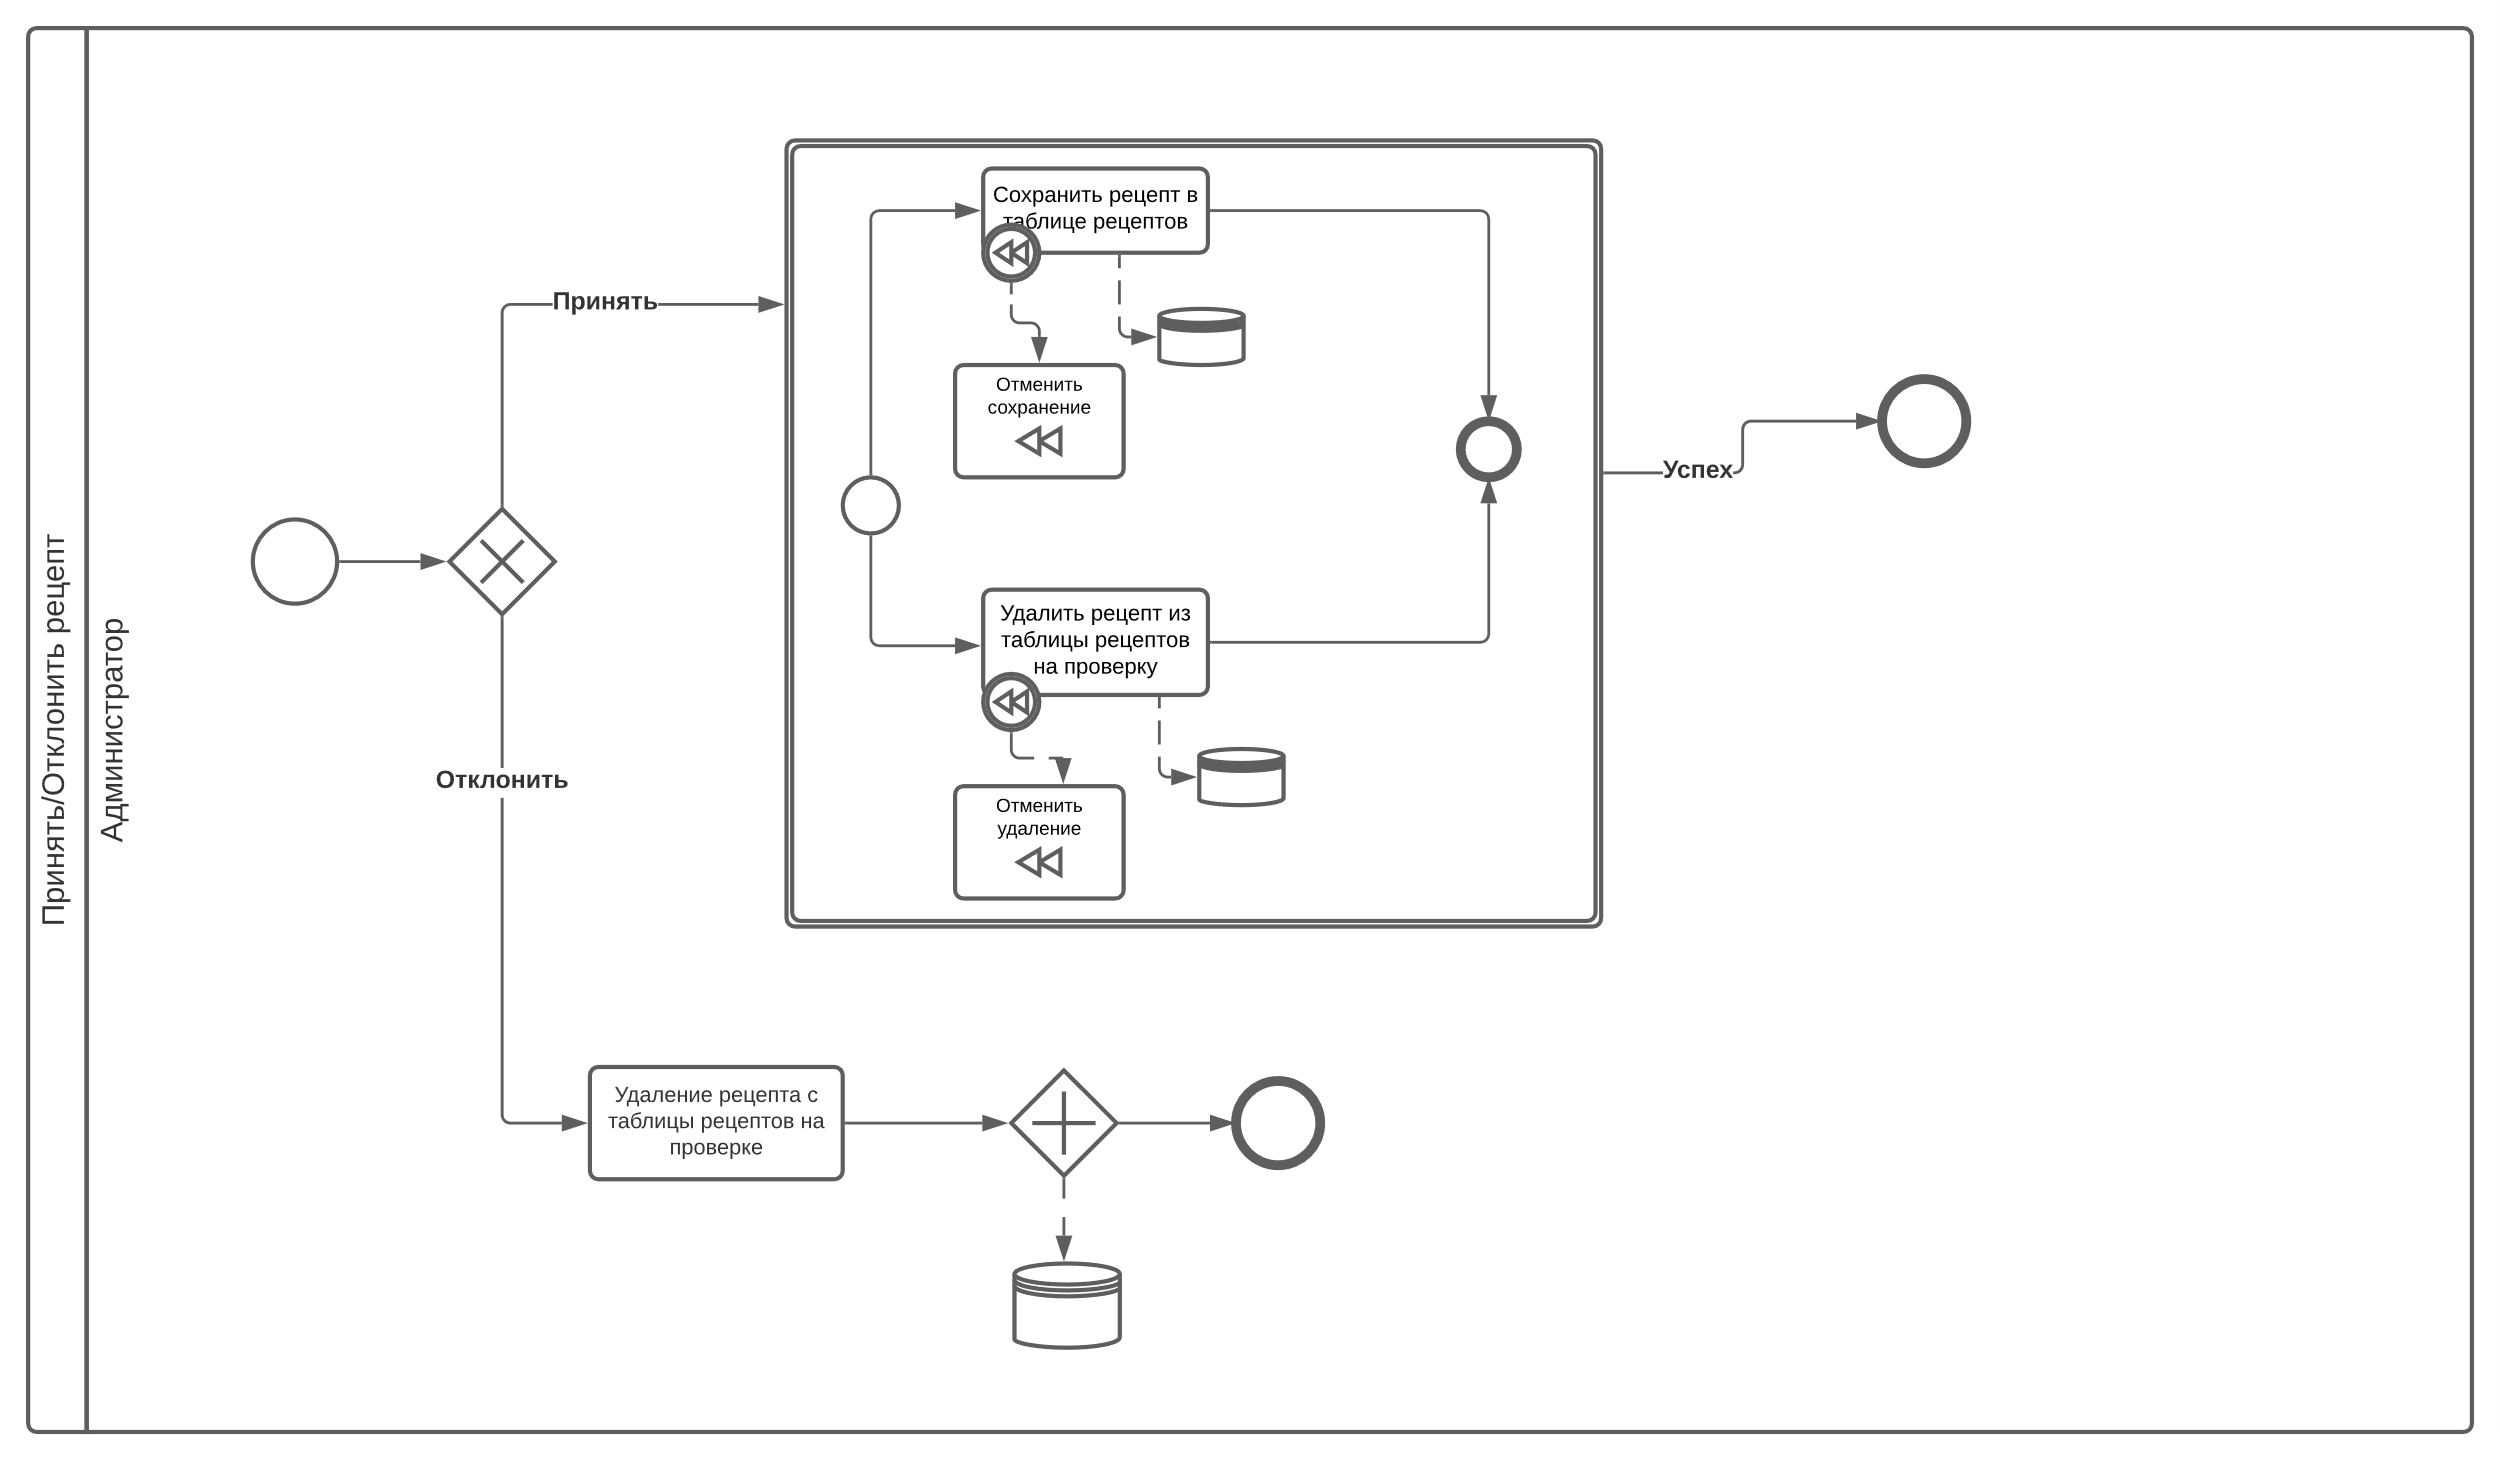 Принять/Отклонить рецепт
Администратор
Сохранить рецепт в
таблице рецептов
Принять
Отменить
сохранение
Успех
Удалить рецепт из
таблицы рецептов
на проверку
Отклонить
Отменить
удаление
Удаление рецепта с
таблицы рецептов на
проверке